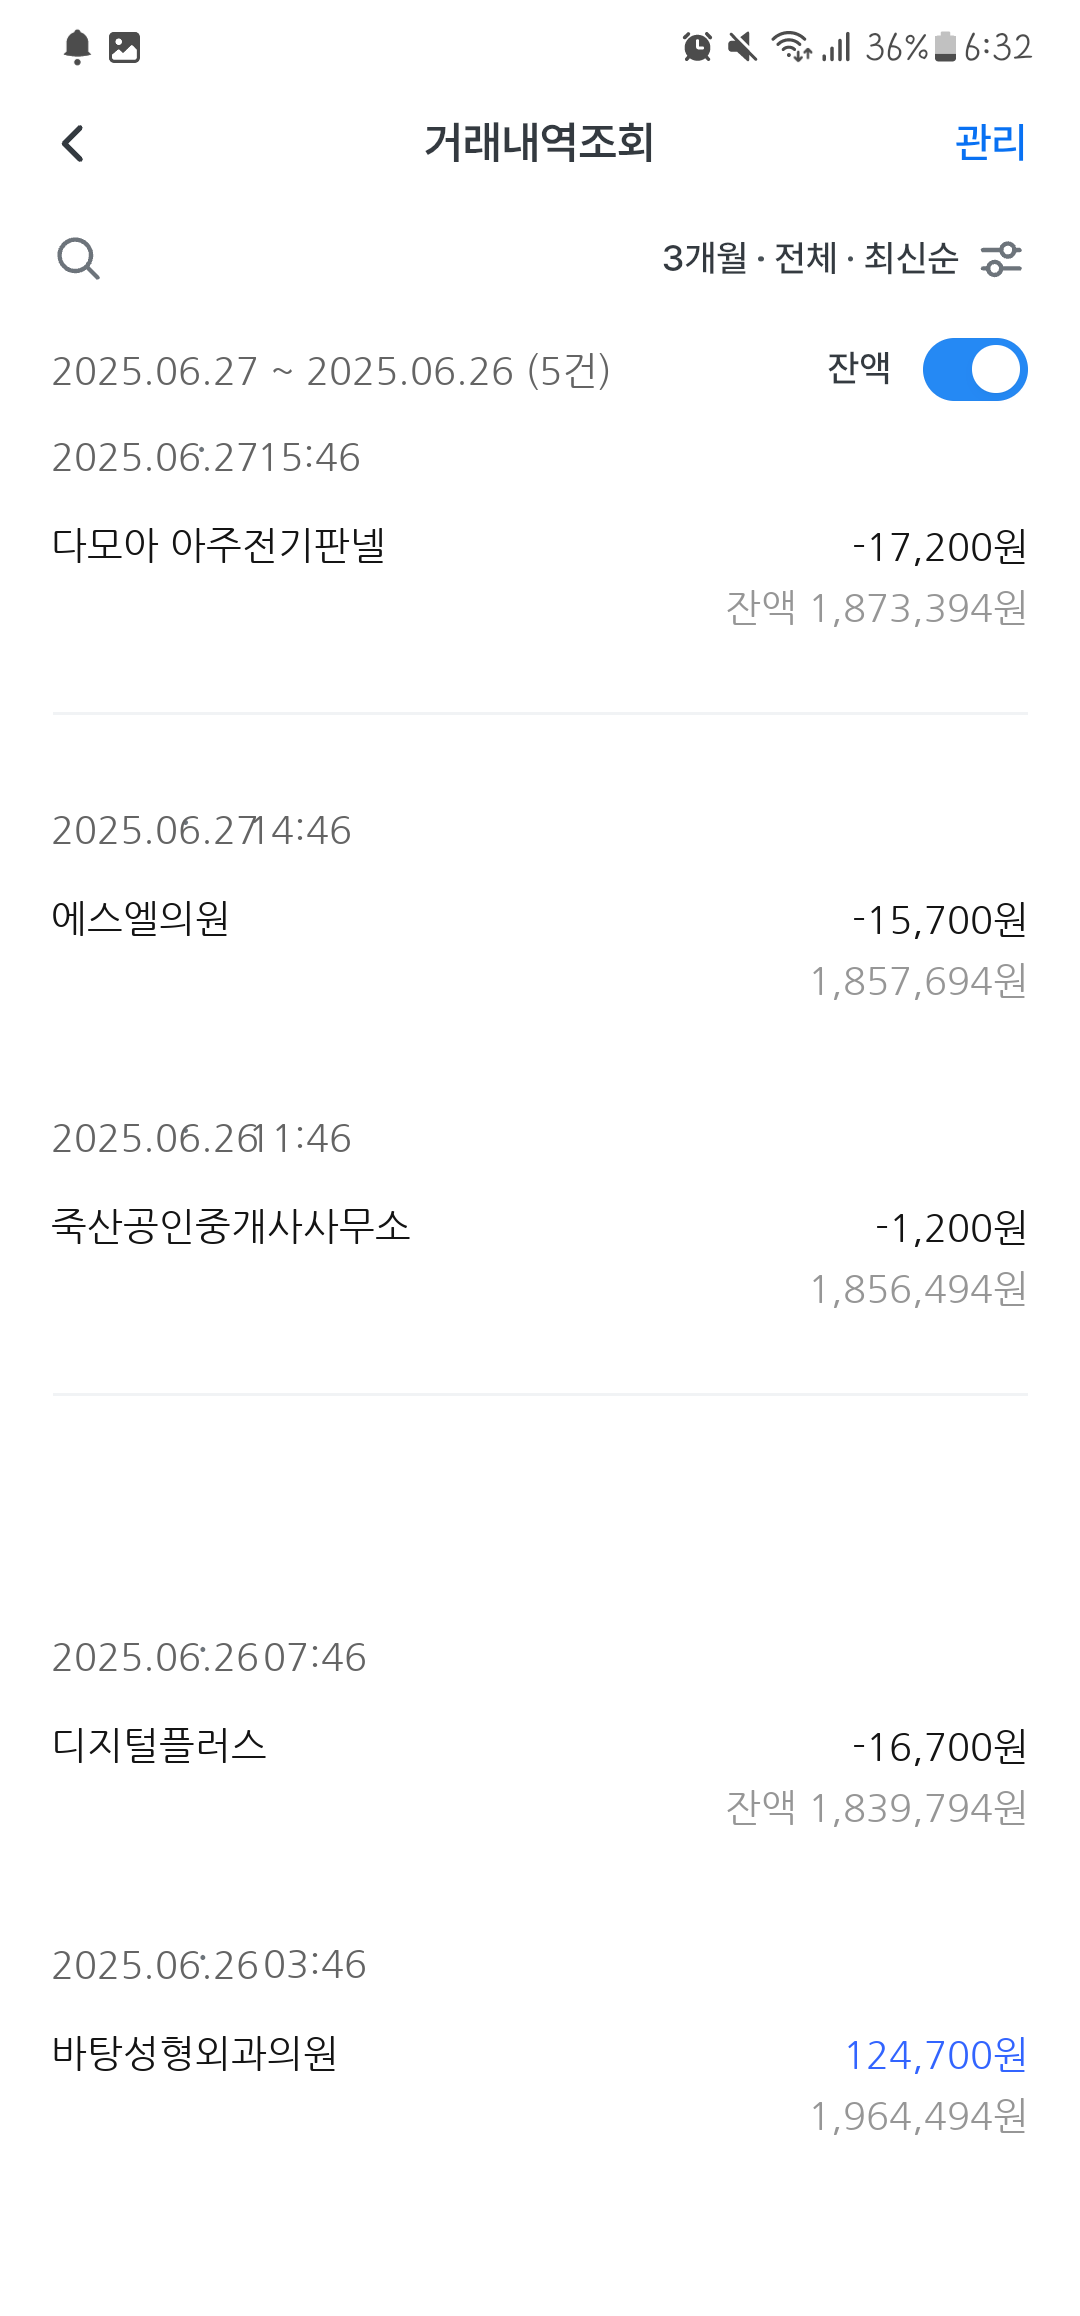 36% 6:32
거래내역조회 관리
3개월 · 전체 · 최신순
2025.06.27 ~ 2025.06.26 (5건) 잔액
2025.06.27·15:46
다모아 아주전기판넬 -17,200원
잔액 1,873,394원
2025.06.27·14:46
에스엘의원 -15,700원
1,857,694원
2025.06.26·11:46
죽산공인중개사사무소 -1,200원
1,856,494원
2025.06.26·07:46
디지털플러스 -16,700원
잔액 1,839,794원
2025.06.26·03:46
바탕성형외과의원 124,700원
1,964,494원